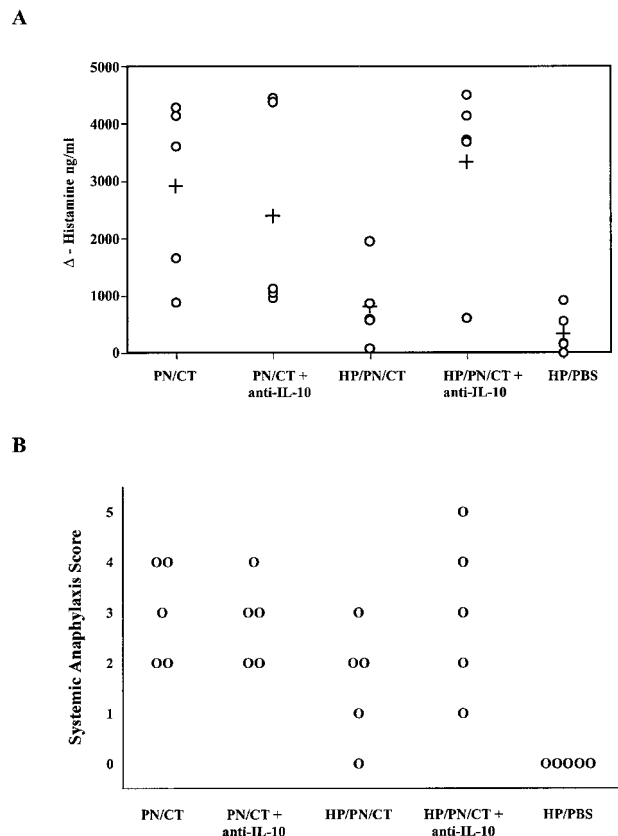 A
5000
4000
3000
2000
1000
0
Δ - Histamine ng/ml
PN/CT
PN/CT +
anti-IL-10
HP/PN/CT
HP/PN/CT +
anti-IL-10
HP/PBS
B
5
4
3
2
1
0
Systemic Anaphylaxis Score
PN/CT
PN/CT +
anti-IL-10
HP/PN/CT
HP/PN/CT +
anti-IL-10
HP/PBS